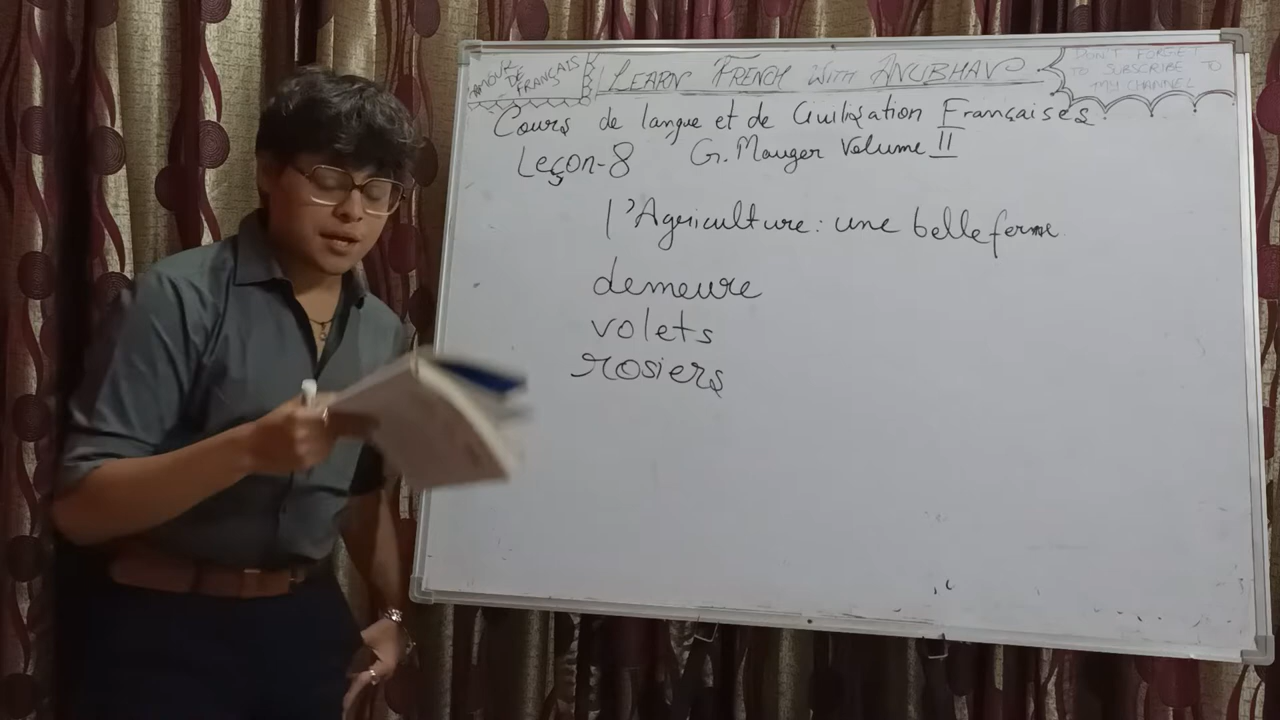 AMOUR DE FRANÇAIS
LEARN FRENCH WITH ANUBHAV
DON'T FORGET
TO SUBSCRIBE TO
MY CHANNEL
Cours de langue et de Civilisation Françaises
Leçon-8 G. Mauger Volume II
l'Agriculture: une belle ferme
demeure
volets
rosiers